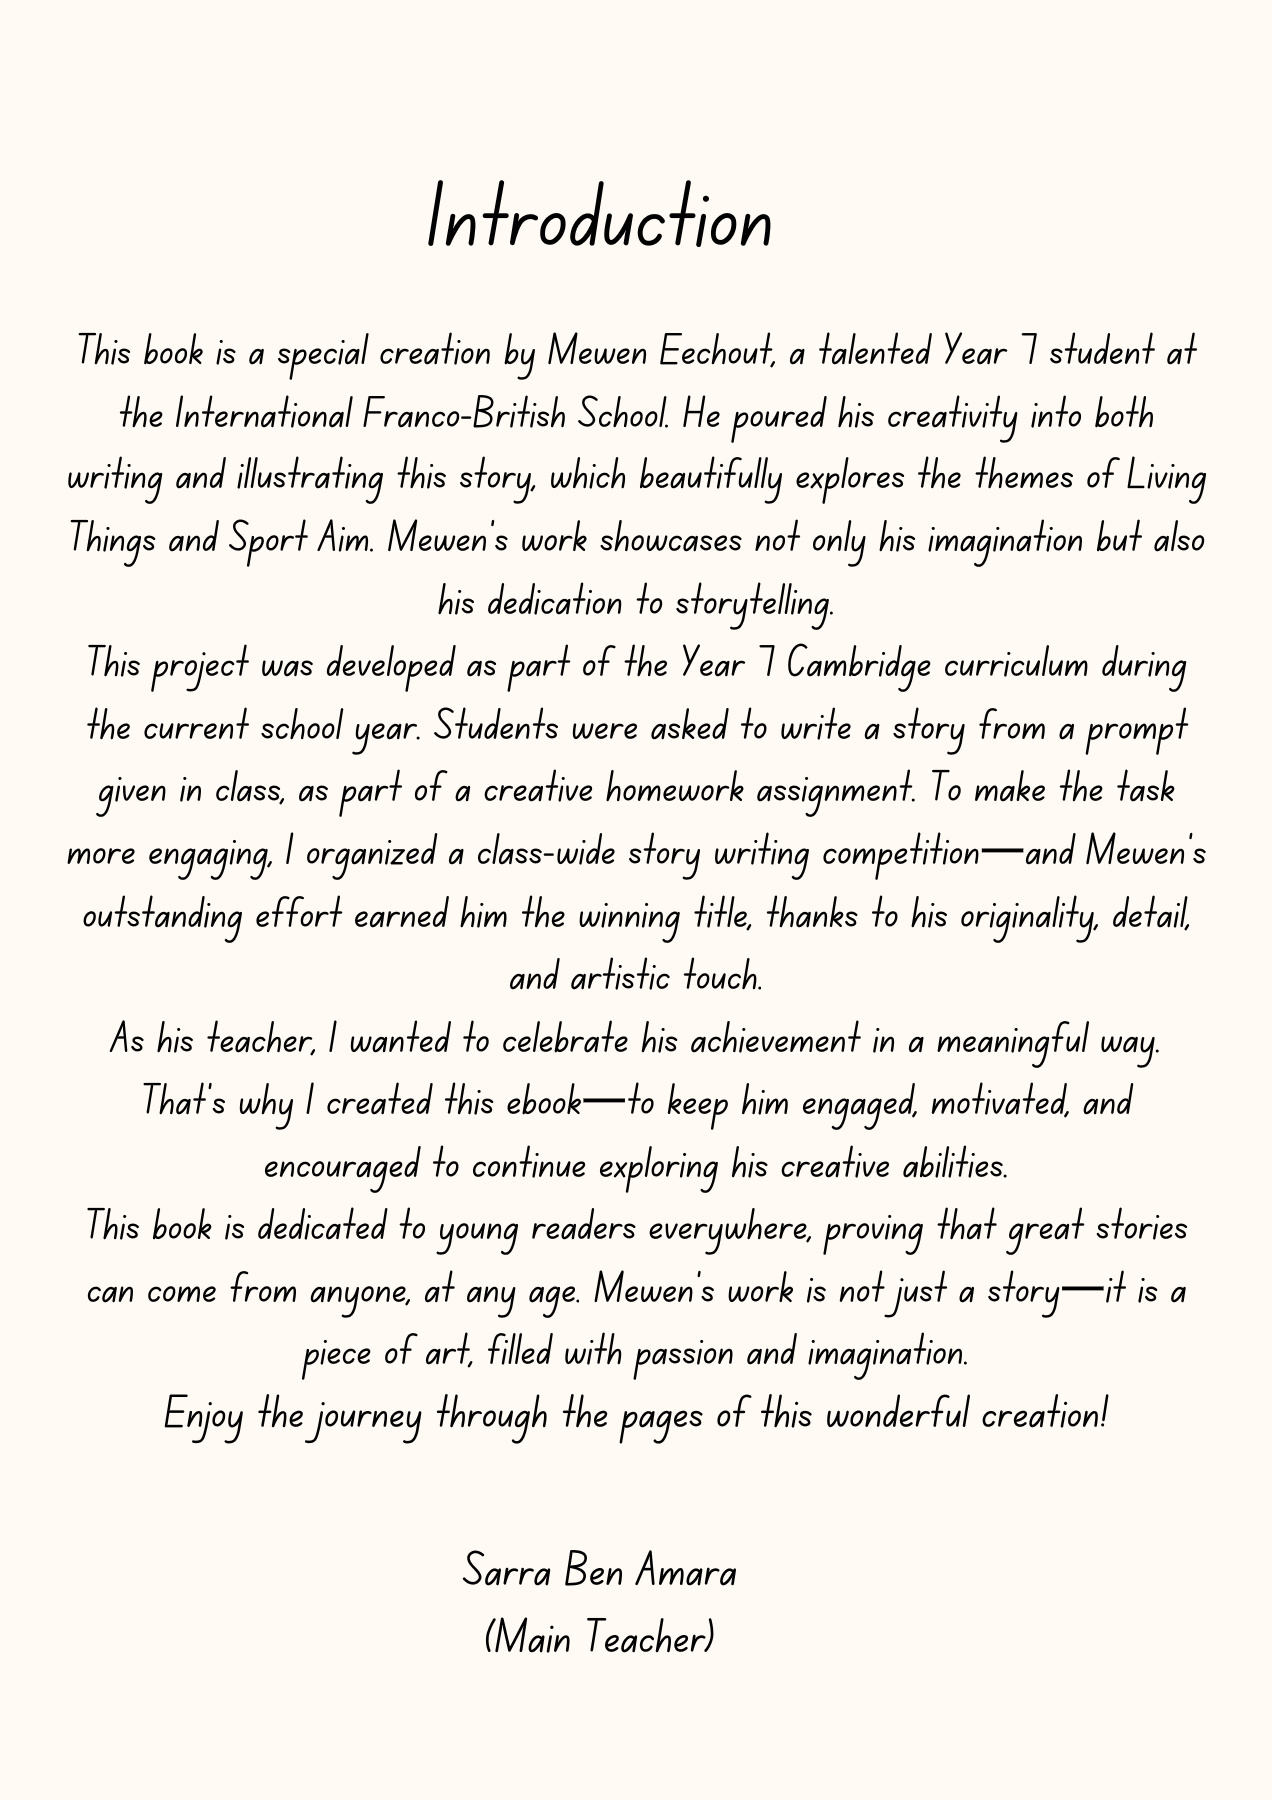 Introduction
This book is a special creation by Mewen Eechout, a talented Year 7 student at
the International Franco-British School. He poured his creativity into both
writing and illustrating this story, which beautifully explores the themes of Living
Things and Sport Aim. Mewen's work showcases not only his imagination but also
his dedication to storytelling.
This project was developed as part of the Year 7 Cambridge curriculum during
the current school year. Students were asked to write a story from a prompt
given in class, as part of a creative homework assignment. To make the task
more engaging, I organized a class-wide story writing competition—and Mewen's
outstanding effort earned him the winning title, thanks to his originality, detail,
and artistic touch.
As his teacher, I wanted to celebrate his achievement in a meaningful way.
That's why I created this ebook—to keep him engaged, motivated, and
encouraged to continue exploring his creative abilities.
This book is dedicated to young readers everywhere, proving that great stories
can come from anyone, at any age. Mewen's work is not just a story—it is a
piece of art, filled with passion and imagination.
Enjoy the journey through the pages of this wonderful creation!
Sarra Ben Amara
(Main Teacher)